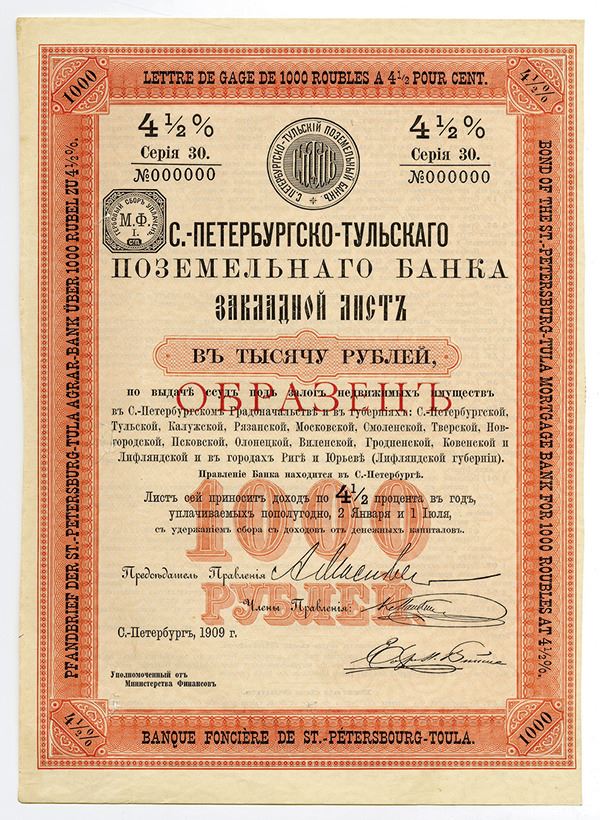 LETTRE DE GAGE DE 1000 ROUBLES A 4½ POUR CENT.
1000
4½%
4½%
Серія 30.
№000000
С.ПЕТЕРБУРГСКО-ТУЛЬСКІЙ ПОЗЕМЕЛЬНЫЙ БАНКЪ
4½%
Серія 30.
№000000
ГЕРБОВЫЙ СБОРЪ УПЛАЧЕНЪ
М.Ф.
I.
СПБ.
С.-ПЕТЕРБУРГСКО-ТУЛЬСКАГО
ПОЗЕМЕЛЬНАГО БАНКА
ЗАКЛАДНОЙ ЛИСТЪ
ВЪ ТЫСЯЧУ РУБЛЕЙ,
ОБРАЗЕЦЪ
по выдачѣ ссудъ подъ залогъ недвижимыхъ имуществъ
въ С.-Петербургскомъ Градоначальствѣ и въ губерніяхъ: С.-Петербургской,
Тульской, Калужской, Рязанской, Московской, Смоленской, Тверской, Нов-
городской, Псковской, Олонецкой, Виленской, Гродненской, Ковенской и
Лифляндской и въ городахъ Ригѣ и Юрьевѣ (Лифляндской губерніи).
Правленіе Банка находится въ С.-Петербургѣ.
1000
РУБЛЕЙ
Листъ сей приноситъ доходъ по 4½ процента въ годъ,
уплачиваемыхъ пополугодно, 2 Января и 1 Іюля,
съ удержаніемъ сбора съ доходовъ отъ денежныхъ капиталовъ.
Предсѣдатель Правленія
Члены Правленія:
С.-Петербургъ, 1909 г.
Уполномоченный отъ
Министерства Финансовъ
PFANDBRIEF DER ST.-PETERSBURG-TULA AGRAR-BANK ÜBER 1000 RUBEL ZU 4½%.
BOND OF THE ST.-PETERSBURG-TULA MORTGAGE BANK FOR 1000 ROUBLES AT 4½%.
4½%
BANQUE FONCIÈRE DE ST.-PÉTERSBOURG-TOULA.
1000